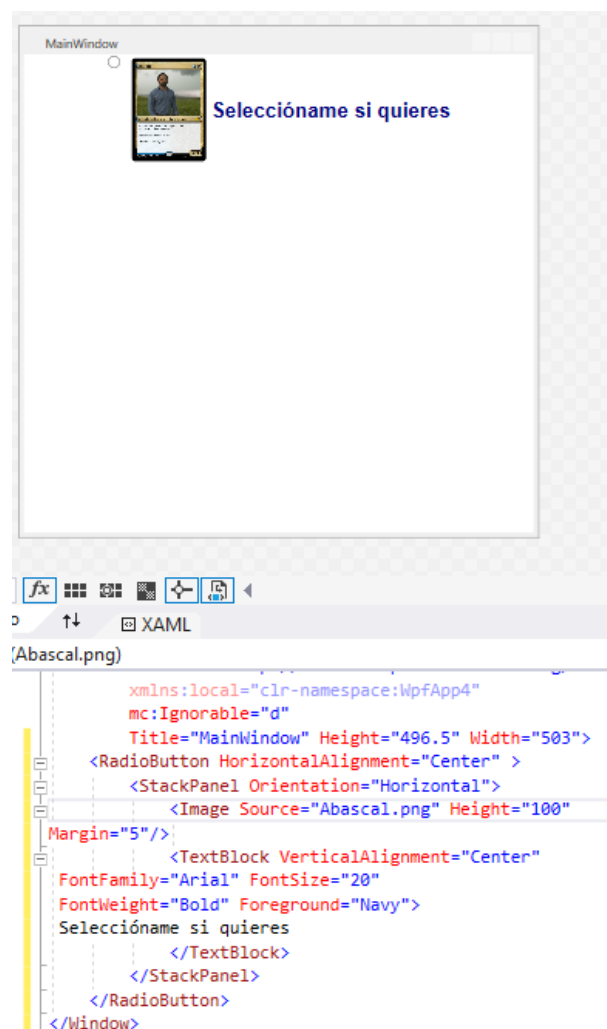 MainWindow
Seleccióname si quieres
fx
XAML
(Abascal.png)
xmlns:local="clr-namespace:WpfApp4"
mc:Ignorable="d"
Title="MainWindow" Height="496.5" Width="503">
<RadioButton HorizontalAlignment="Center" >
<StackPanel Orientation="Horizontal">
<Image Source="Abascal.png" Height="100"
Margin="5"/>
<TextBlock VerticalAlignment="Center"
FontFamily="Arial" FontSize="20"
FontWeight="Bold" Foreground="Navy">
Seleccióname si quieres
</TextBlock>
</StackPanel>
</RadioButton>
</Window>